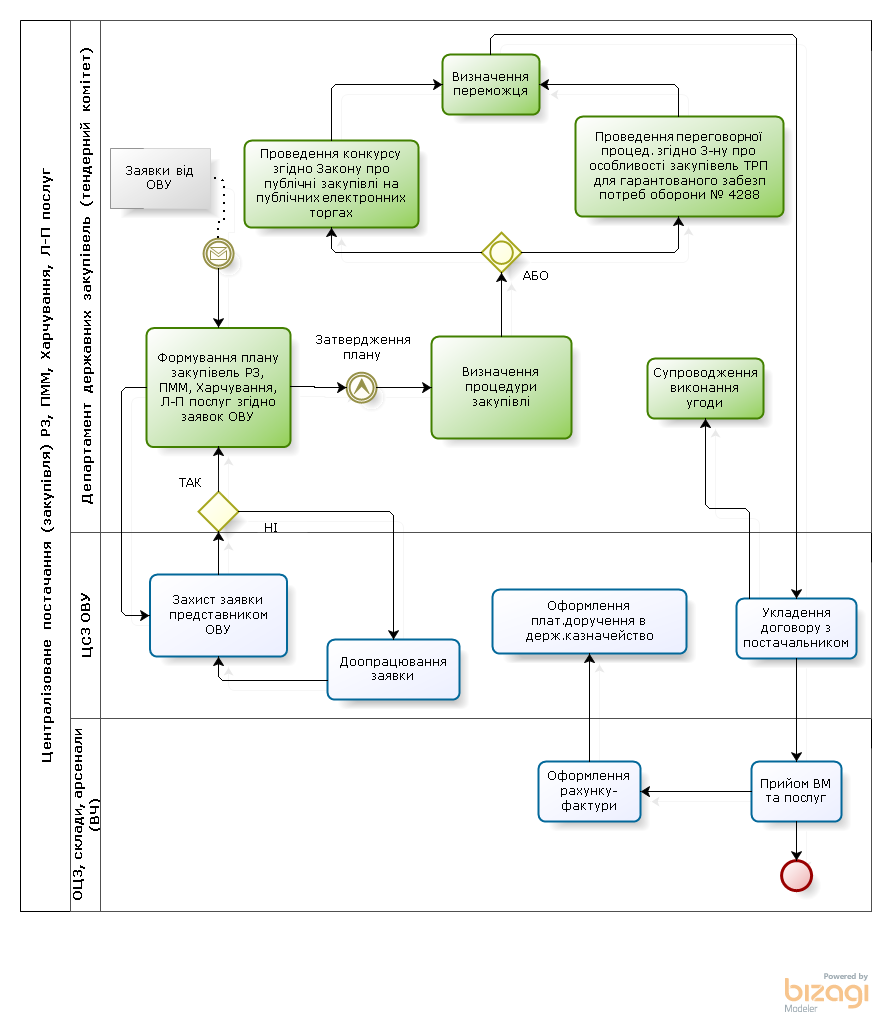 Централізоване постачання (закупівля) РЗ, ПММ, Харчування, Л-П послуг
Департамент державних закупівель (тендерний комітет)
Визначення
переможця
Заявки від
ОВУ
Проведення конкурсу
згідно Закону про
публічні закупівлі на
публічних електронних
торгах
Проведення переговорної
процед. згідно З-ну про
особливості закупівель ТРП
для гарантованого забезп
потреб оборони № 4288
АБО
Формування плану
закупівель РЗ,
ПММ, Харчування,
Л-П послуг згідно
заявок ОВУ
Затвердження
плану
Визначення
процедури
закупівлі
Супроводження
виконання
угоди
ТАК
НІ
ЦСЗ ОВУ
Захист заявки
представником
ОВУ
Доопрацювання
заявки
Оформлення
плат.доручення в
держ.казначейство
Укладення
договору з
постачальником
ОЦЗ, склади, арсенали
(ВЧ)
Оформлення
рахунку-
фактури
Прийом ВМ
та послуг
Powered by
bizagi
Modeler